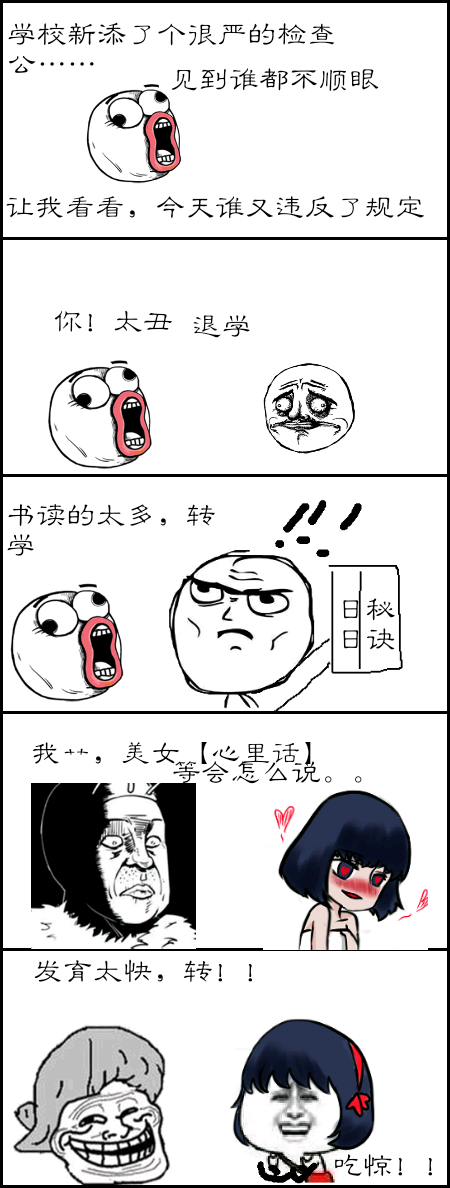 学校新添了个很严的检查
公……
见到谁都不顺眼
让我看看，今天谁又违反了规定
你！太丑 退学
书读的太多，转
学
日日
秘诀
我艹，美女【心里话】
等会怎么说。。
发育太快，转！！
吃惊！！